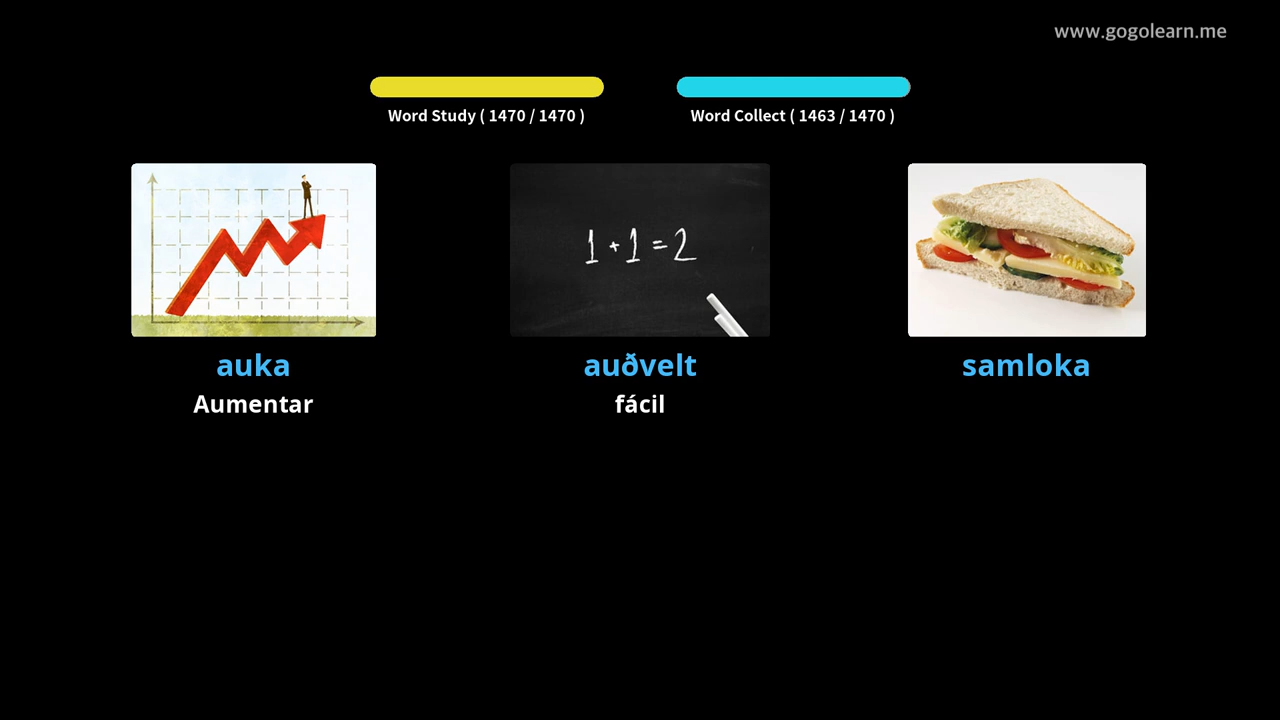 www.gogolearn.me
Word Study ( 1470 / 1470 )
Word Collect ( 1463 / 1470 )
1 + 1 = 2
auka
auðvelt
samloka
Aumentar
fácil